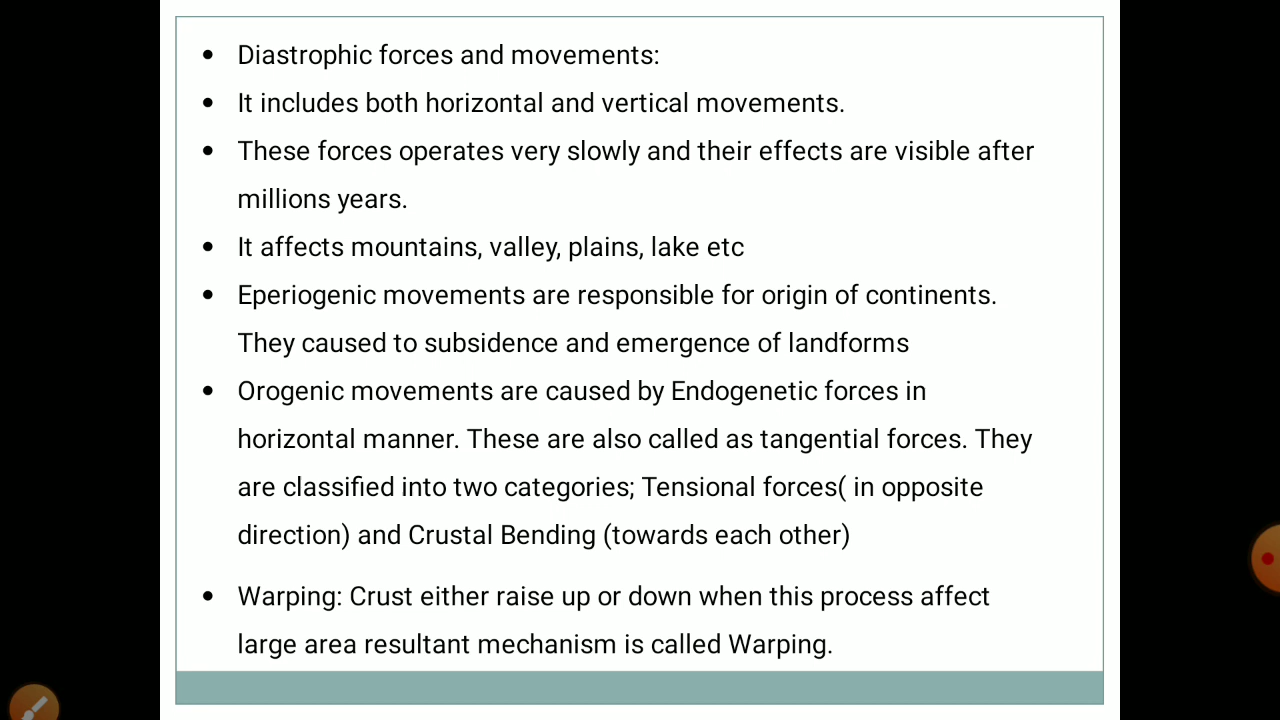 • Diastrophic forces and movements:
• It includes both horizontal and vertical movements.
• These forces operates very slowly and their effects are visible after
millions years.
• It affects mountains, valley, plains, lake etc
• Eperiogenic movements are responsible for origin of continents.
They caused to subsidence and emergence of landforms
• Orogenic movements are caused by Endogenetic forces in
horizontal manner. These are also called as tangential forces. They
are classified into two categories; Tensional forces( in opposite
direction) and Crustal Bending (towards each other)
• Warping: Crust either raise up or down when this process affect
large area resultant mechanism is called Warping.